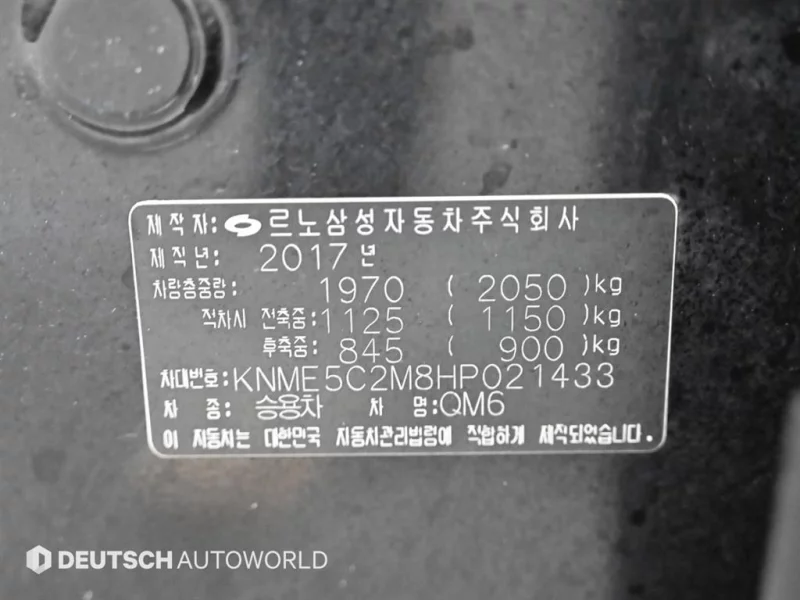 제작자: 르노삼성자동차주식회사
제작년: 2017년
차량총중량: 1970 ( 2050 )kg
적차시 전축중: 1125 ( 1150 )kg
후축중: 845 ( 900 )kg
차대번호: KNME5C2M8HP021433
차 종: 승용차 차 명: QM6
이 자동차는 대한민국 자동차관리법령에 적합하게 제작되었습니다.
DEUTSCH AUTOWORLD